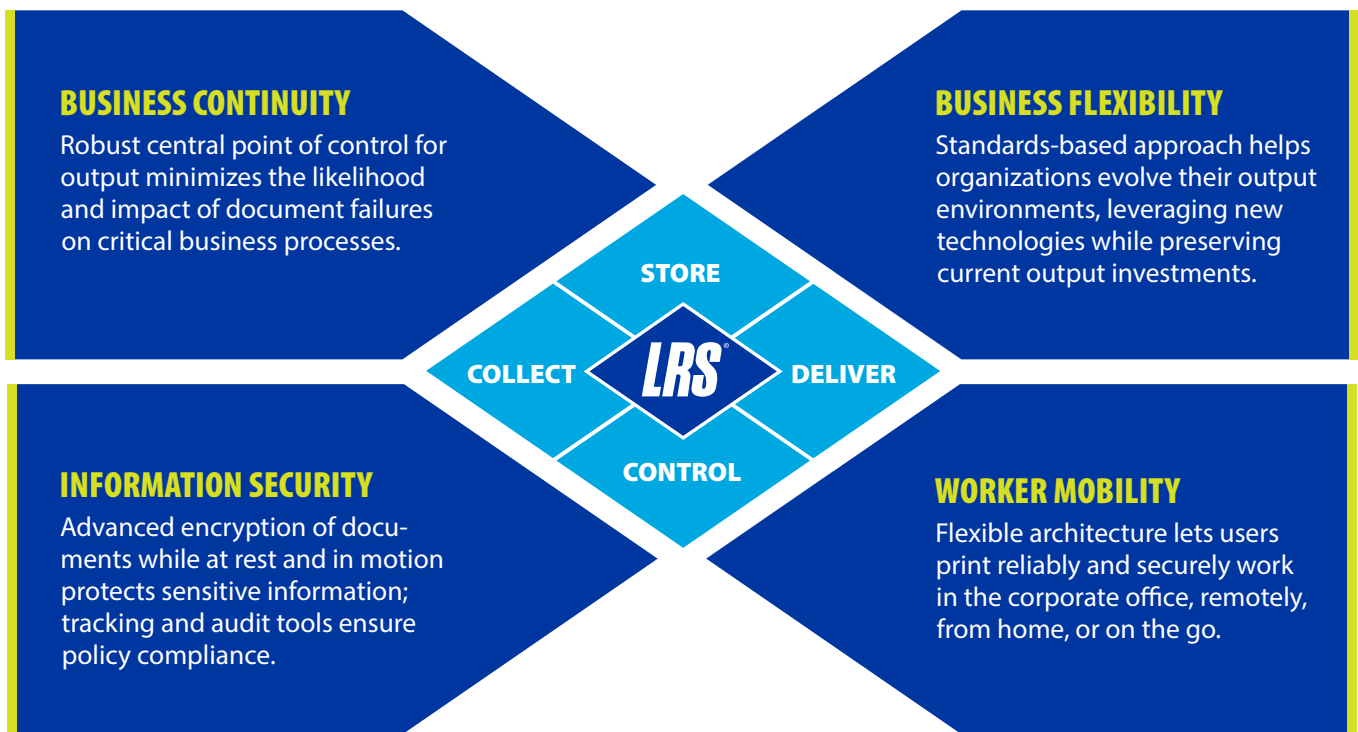 BUSINESS CONTINUITY
Robust central point of control for
output minimizes the likelihood
and impact of document failures
on critical business processes.
BUSINESS FLEXIBILITY
Standards-based approach helps
organizations evolve their output
environments, leveraging new
technologies while preserving
current output investments.
STORE
COLLECT
LRS®
DELIVER
CONTROL
INFORMATION SECURITY
Advanced encryption of docu-
ments while at rest and in motion
protects sensitive information;
tracking and audit tools ensure
policy compliance.
WORKER MOBILITY
Flexible architecture lets users
print reliably and securely work
in the corporate office, remotely,
from home, or on the go.